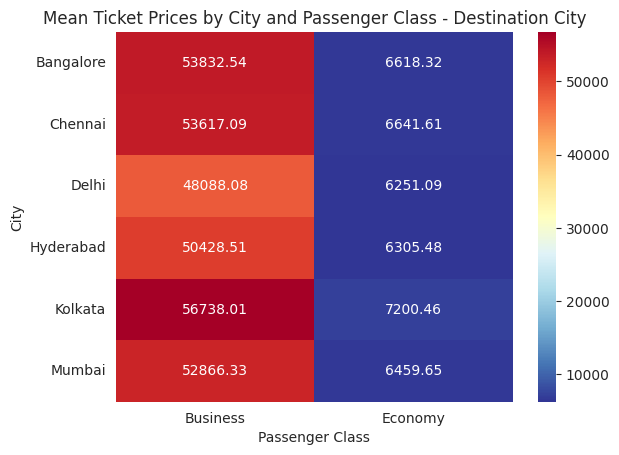 Mean Ticket Prices by City and Passenger Class - Destination City
City
Bangalore 53832.54 6618.32
Chennai 53617.09 6641.61
Delhi 48088.08 6251.09
Hyderabad 50428.51 6305.48
Kolkata 56738.01 7200.46
Mumbai 52866.33 6459.65
Business Economy
Passenger Class
50000
40000
30000
20000
10000